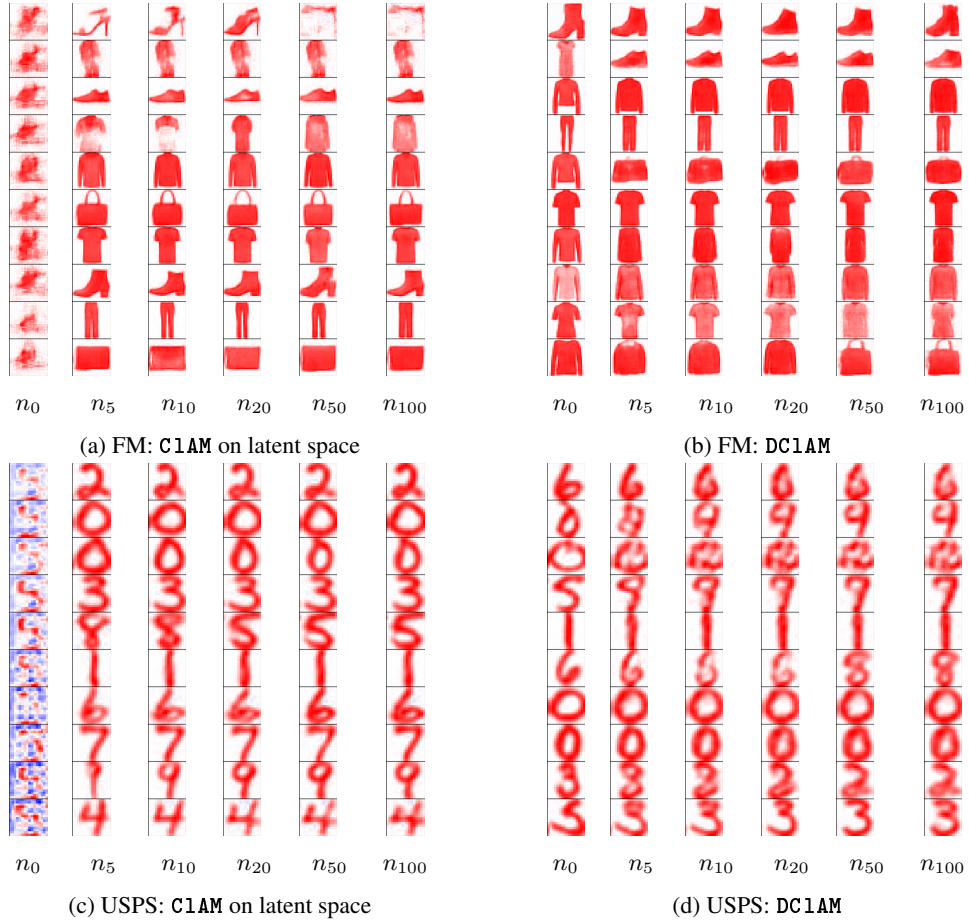 n0 n5 n10 n20 n50 n100 n0 n5 n10 n20 n50 n100
(a) FM: ClAM on latent space (b) FM: DClAM
n0 n5 n10 n20 n50 n100 n0 n5 n10 n20 n50 n100
(c) USPS: ClAM on latent space (d) USPS: DClAM